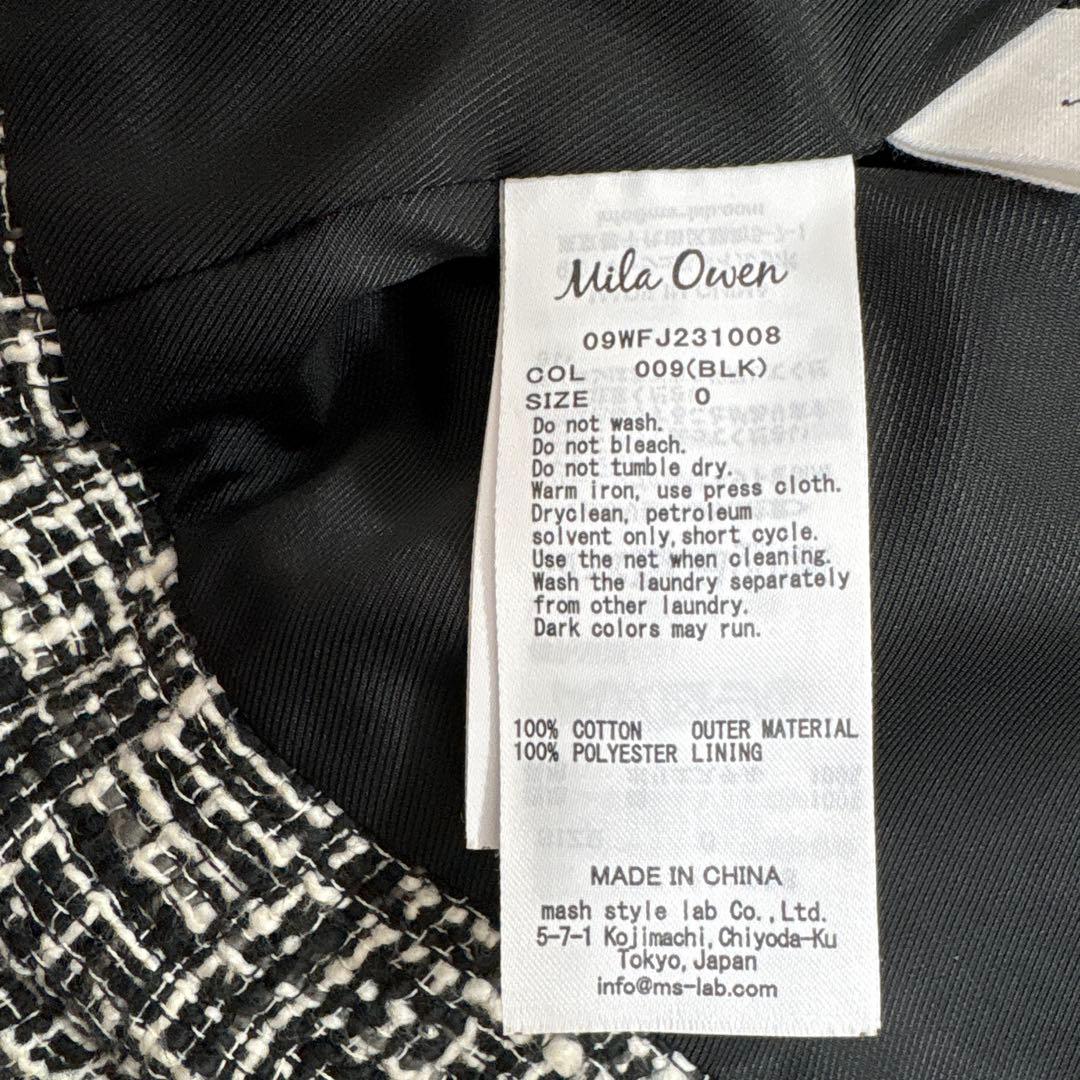 Mila Owen
09WFJ231008
COL 009(BLK)
SIZE 0
Do not wash.
Do not bleach.
Do not tumble dry.
Warm iron, use press cloth.
Dryclean, petroleum
solvent only,short cycle.
Use the net when cleaning.
Wash the laundry separately
from other laundry.
Dark colors may run.
100% COTTON OUTER MATERIAL
100% POLYESTER LINING
MADE IN CHINA
mash style lab Co.,Ltd.
5-7-1 Kojimachi,Chiyoda-Ku
Tokyo,Japan
info@ms-lab.com